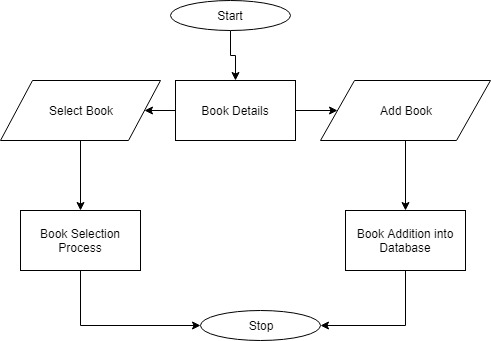 Start
Select Book
Book Details
Add Book
Book Selection
Process
Book Addition into
Database
Stop